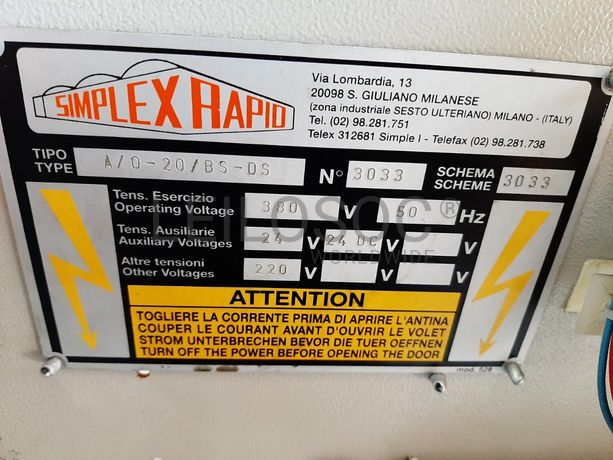 SIMPLEX RAPID
Via Lombardia, 13
20098 S. GIULIANO MILANESE
(zona industriale SESTO ULTERIANO) MILANO - (ITALY)
Tel. (02) 98.281.751
Telex 312681 Simple I - Telefax (02) 98.281.738
TIPO
TYPE A/0-20/BS-DS N° 3033 SCHEMA
SCHEME 3033
Tens. Esercizio
Operating Voltage 380 V 50 Hz
Tens. Ausiliarie
Auxiliary Voltages 24 V 24 DC V V
Altre tensioni
Other Voltages 220 V V V
FILOSOC®
WORLDWIDE
ATTENTION
TOGLIERE LA CORRENTE PRIMA DI APRIRE L'ANTINA
COUPER LE COURANT AVANT D'OUVRIR LE VOLET
STROM UNTERBRECHEN BEVOR DIE TUER OEFFNEN
TURN OFF THE POWER BEFORE OPENING THE DOOR
mod. 529